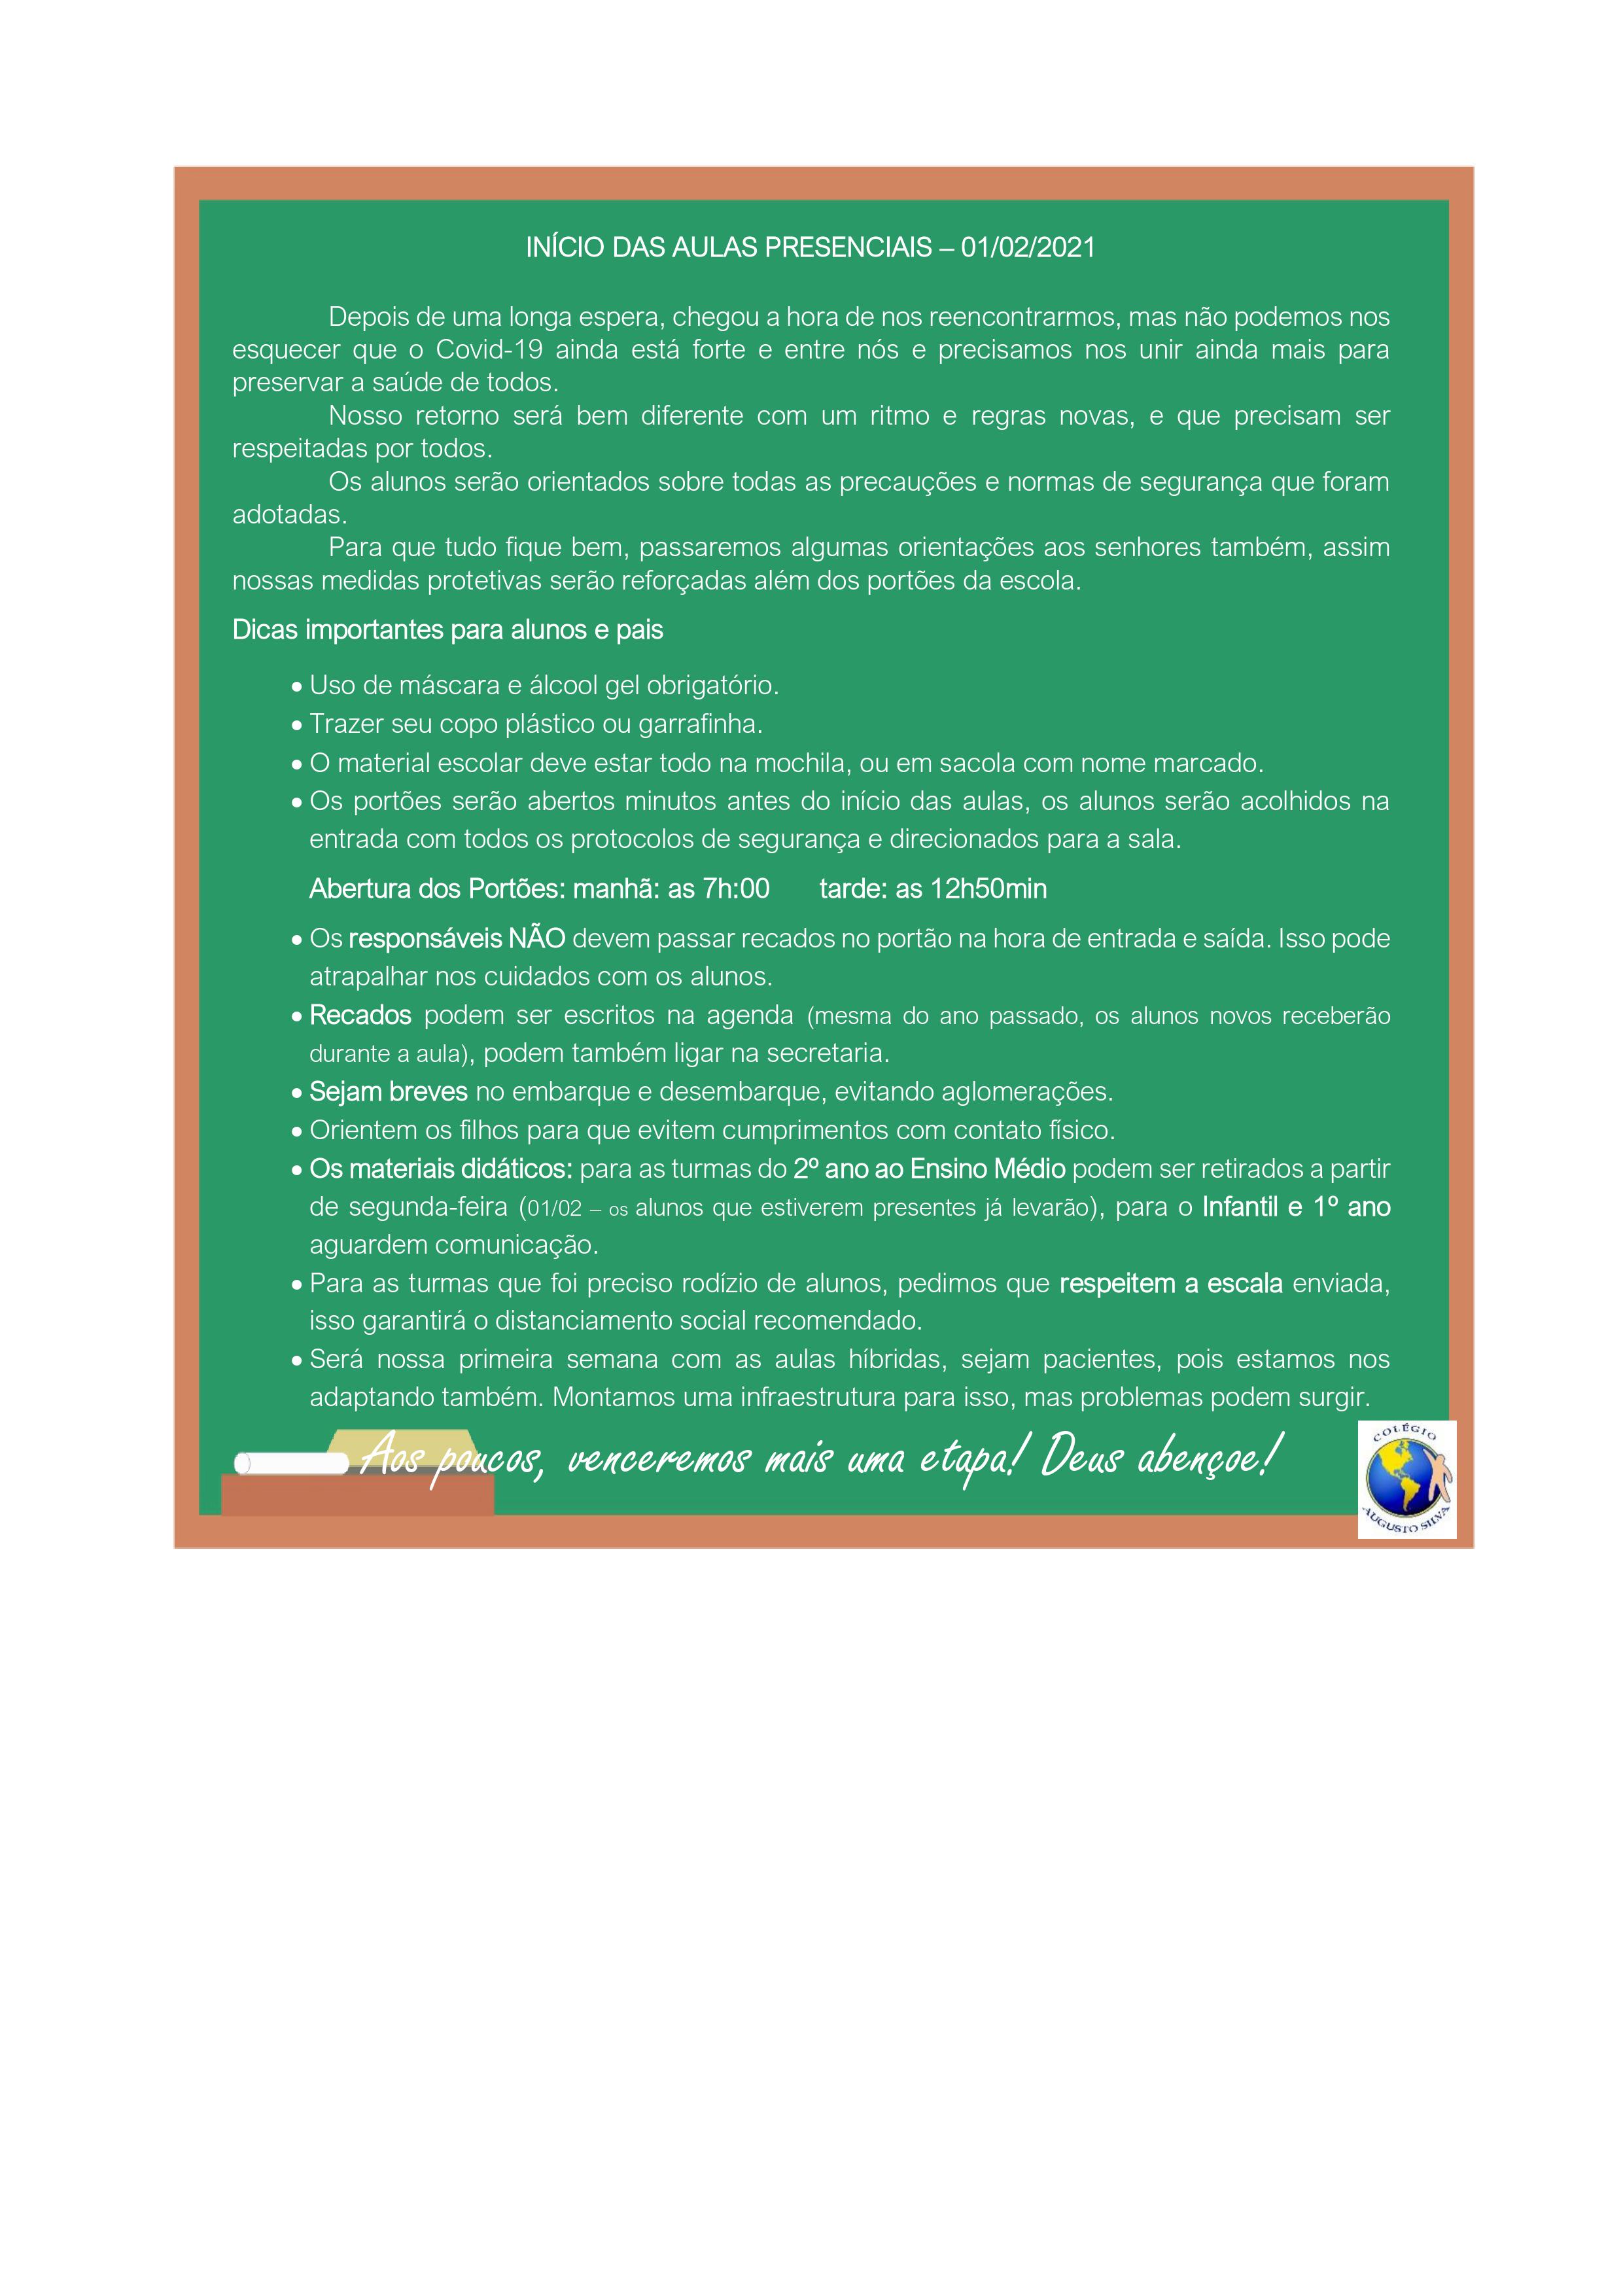 INÍCIO DAS AULAS PRESENCIAIS – 01/02/2021
Depois de uma longa espera, chegou a hora de nos reencontrarmos, mas não podemos nos
esquecer que o Covid-19 ainda está forte e entre nós e precisamos nos unir ainda mais para
preservar a saúde de todos.
Nosso retorno será bem diferente com um ritmo e regras novas, e que precisam ser
respeitadas por todos.
Os alunos serão orientados sobre todas as precauções e normas de segurança que foram
adotadas.
Para que tudo fique bem, passaremos algumas orientações aos senhores também, assim
nossas medidas protetivas serão reforçadas além dos portões da escola.
Dicas importantes para alunos e pais
• Uso de máscara e álcool gel obrigatório.
• Trazer seu copo plástico ou garrafinha.
• O material escolar deve estar todo na mochila, ou em sacola com nome marcado.
• Os portões serão abertos minutos antes do início das aulas, os alunos serão acolhidos na
entrada com todos os protocolos de segurança e direcionados para a sala.
Abertura dos Portões: manhã: as 7h:00 tarde: as 12h50min
• Os responsáveis NÃO devem passar recados no portão na hora de entrada e saída. Isso pode
atrapalhar nos cuidados com os alunos.
• Recados podem ser escritos na agenda (mesma do ano passado, os alunos novos receberão
durante a aula), podem também ligar na secretaria.
• Sejam breves no embarque e desembarque, evitando aglomerações.
• Orientem os filhos para que evitem cumprimentos com contato físico.
• Os materiais didáticos: para as turmas do 2º ano ao Ensino Médio podem ser retirados a partir
de segunda-feira (01/02 – os alunos que estiverem presentes já levarão), para o Infantil e 1º ano
aguardem comunicação.
• Para as turmas que foi preciso rodízio de alunos, pedimos que respeitem a escala enviada,
isso garantirá o distanciamento social recomendado.
• Será nossa primeira semana com as aulas híbridas, sejam pacientes, pois estamos nos
adaptando também. Montamos uma infraestrutura para isso, mas problemas podem surgir.
Aos poucos, venceremos mais uma etapa! Deus abençoe!
COLÉGIO
AUGUSTO SILVA